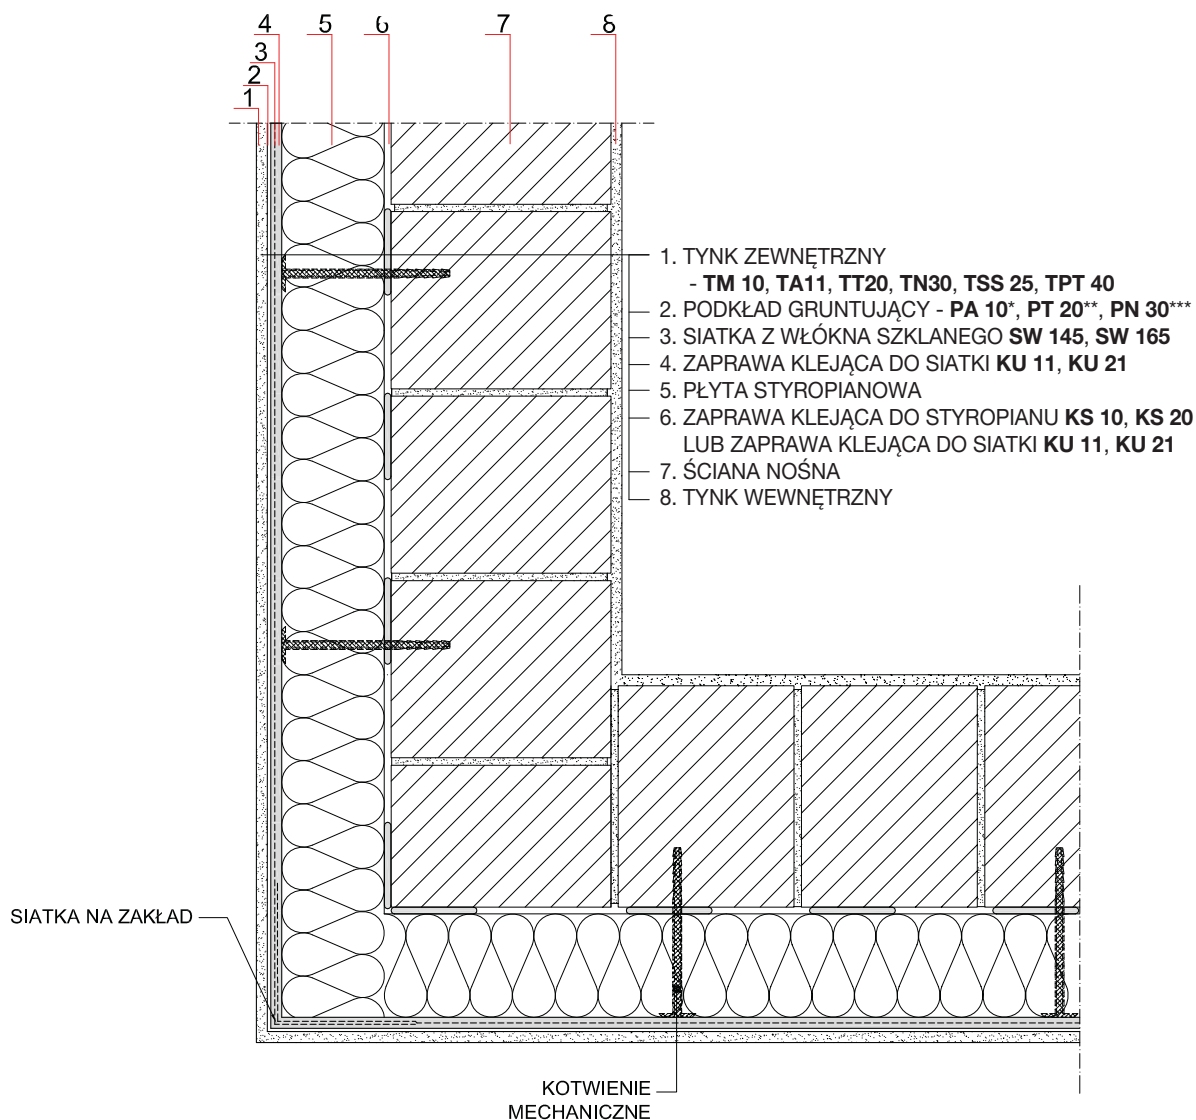 4 5 6 7 8
3
2
1
1. TYNK ZEWNĘTRZNY
- TM 10, TA11, TT20, TN30, TSS 25, TPT 40
2. PODKŁAD GRUNTUJĄCY - PA 10*, PT 20**, PN 30***
3. SIATKA Z WŁÓKNA SZKLANEGO SW 145, SW 165
4. ZAPRAWA KLEJĄCA DO SIATKI KU 11, KU 21
5. PŁYTA STYROPIANOWA
6. ZAPRAWA KLEJĄCA DO STYROPIANU KS 10, KS 20
LUB ZAPRAWA KLEJĄCA DO SIATKI KU 11, KU 21
7. ŚCIANA NOŚNA
8. TYNK WEWNĘTRZNY
SIATKA NA ZAKŁAD
KOTWIENIE
MECHANICZNE